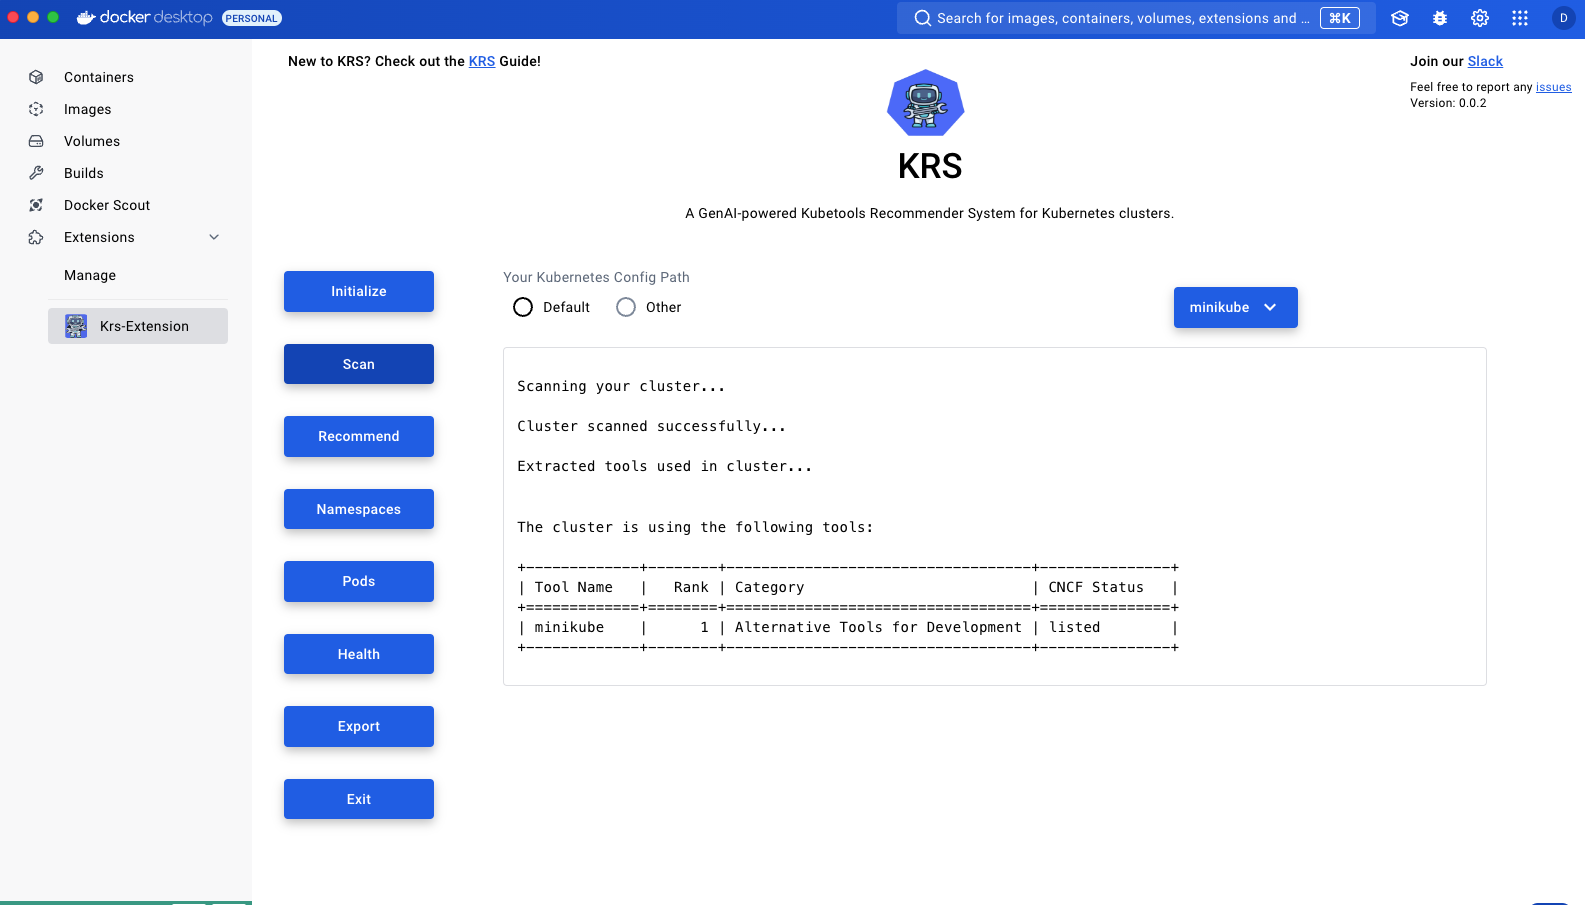 docker desktop PERSONAL
Search for images, containers, volumes, extensions and ... ⌘K
D
Containers
Images
Volumes
Builds
Docker Scout
Extensions
Manage
Krs-Extension
New to KRS? Check out the KRS Guide!
Join our Slack
Feel free to report any issues
Version: 0.0.2
KRS
A GenAI-powered Kubetools Recommender System for Kubernetes clusters.
Initialize
Scan
Recommend
Namespaces
Pods
Health
Export
Exit
Your Kubernetes Config Path
Default Other
minikube
Scanning your cluster...
Cluster scanned successfully...
Extracted tools used in cluster...
The cluster is using the following tools:
+-------------+--------+-----------------------------------+---------------+
| Tool Name   |   Rank | Category                          | CNCF Status   |
+=============+========+===================================+===============+
| minikube    |      1 | Alternative Tools for Development | listed        |
+-------------+--------+-----------------------------------+---------------+